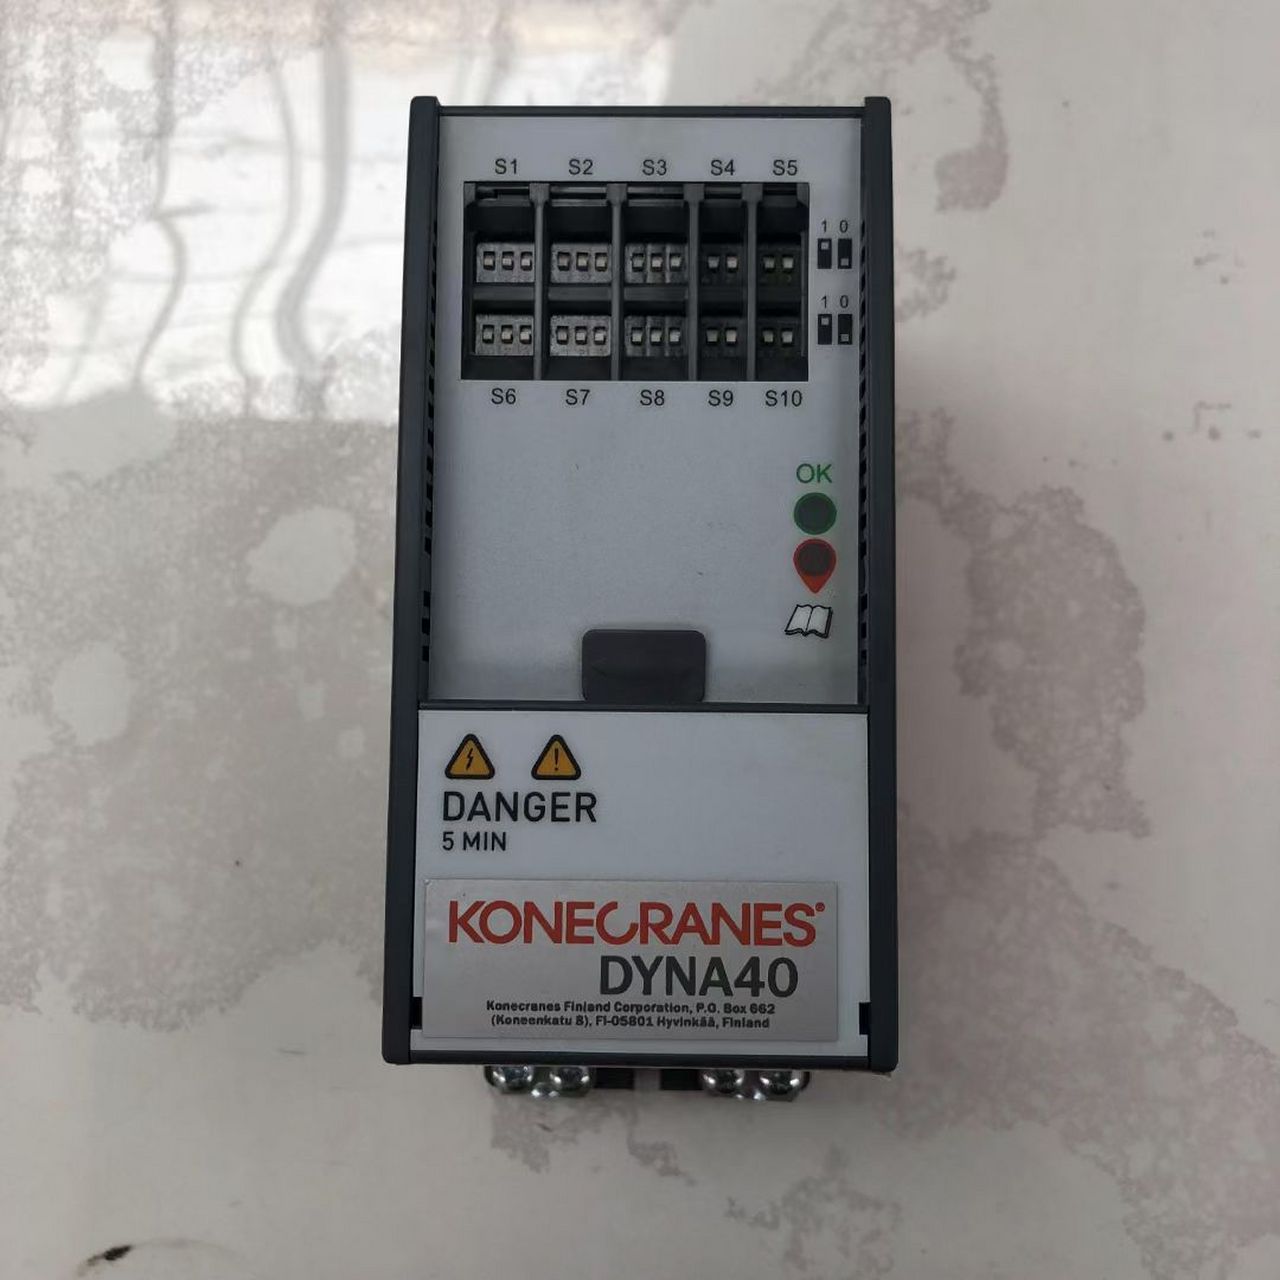 S1 S2 S3 S4 S5
1 0
1 0
S6 S7 S8 S9 S10
OK
DANGER
5 MIN
KONECRANES®
DYNA40
Konecranes Finland Corporation, P.O. Box 662
(Koneenkatu 8), FI-05801 Hyvinkää, Finland